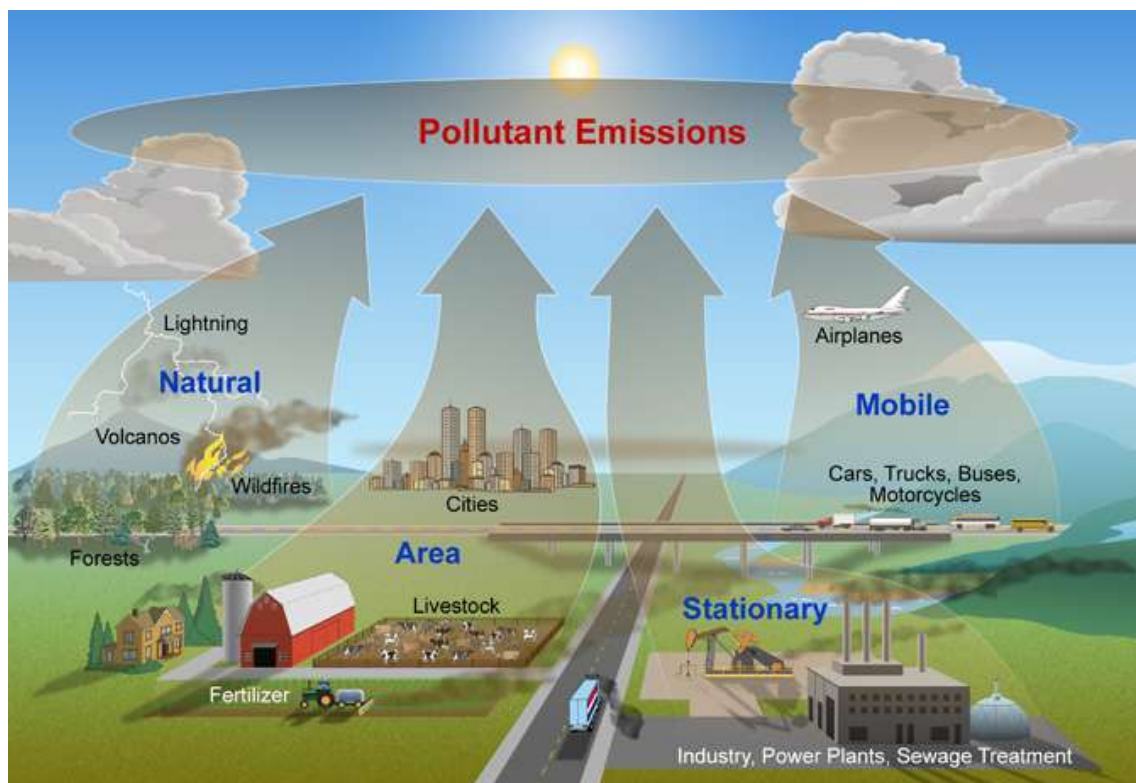 Pollutant Emissions
Lightning
Natural
Volcanos
Wildfires
Forests
Cities
Area
Livestock
Fertilizer
Airplanes
Mobile
Cars, Trucks, Buses,
Motorcycles
Stationary
Industry, Power Plants, Sewage Treatment